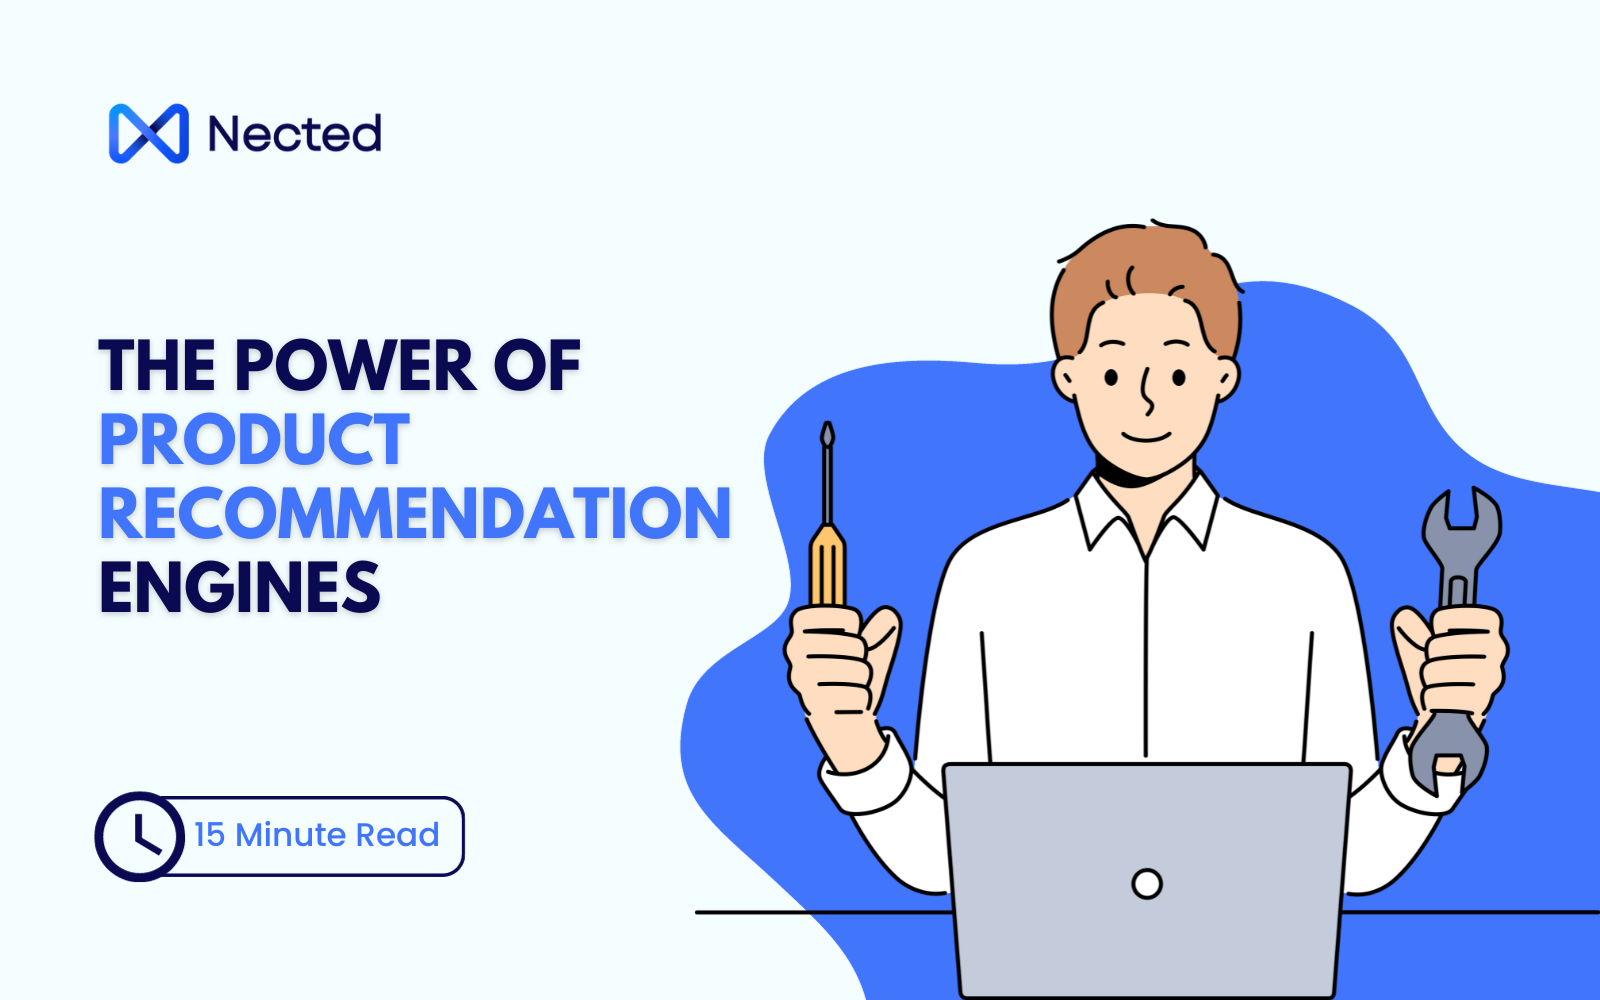 Nected
THE POWER OF
PRODUCT
RECOMMENDATION
ENGINES
15 Minute Read